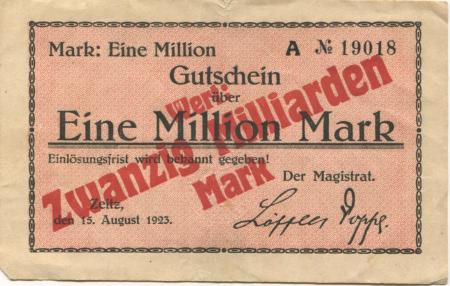 Mark: Eine Million A № 19018
Gutschein
über
Eine Million Mark
Einlösungsfrist wird bekannt gegeben!
Zeitz,
den 15. August 1923.
Der Magistrat.
Wert:
Zwanzig Milliarden
Mark